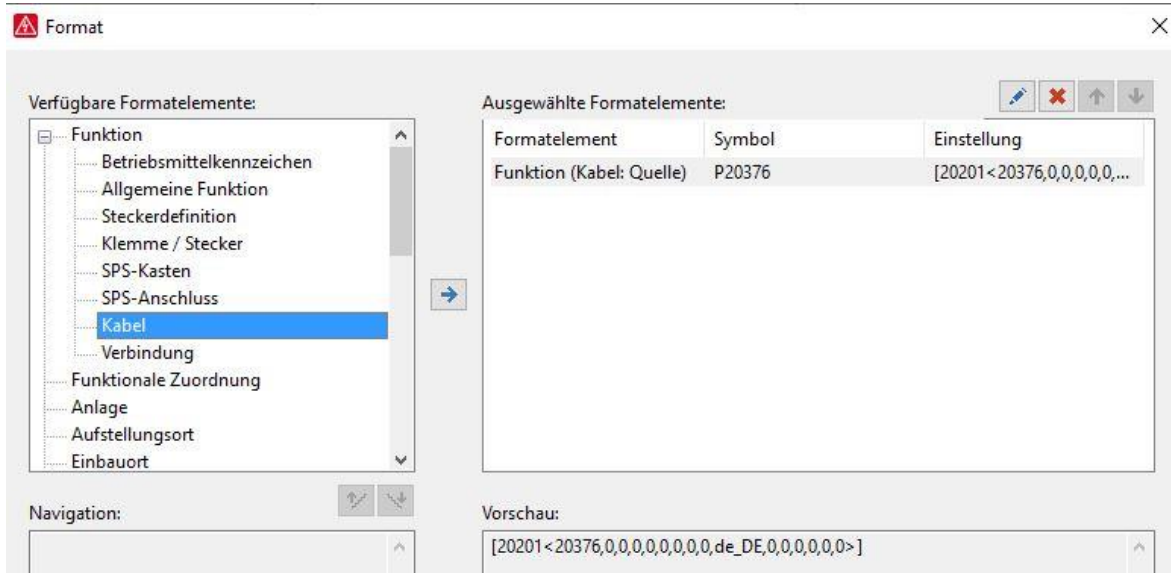 Format
Verfügbare Formatelemente:
Funktion
Betriebsmittelkennzeichen
Allgemeine Funktion
Steckerdefinition
Klemme / Stecker
SPS-Kasten
SPS-Anschluss
Kabel
Verbindung
Funktionale Zuordnung
Anlage
Aufstellungsort
Einbauort
Ausgewählte Formatelemente:
Formatelement Symbol Einstellung
Funktion (Kabel: Quelle) P20376 [20201<20376,0,0,0,0,0,...
Navigation:
Vorschau:
[20201<20376,0,0,0,0,0,0,0,0,de_DE,0,0,0,0,0,0>]